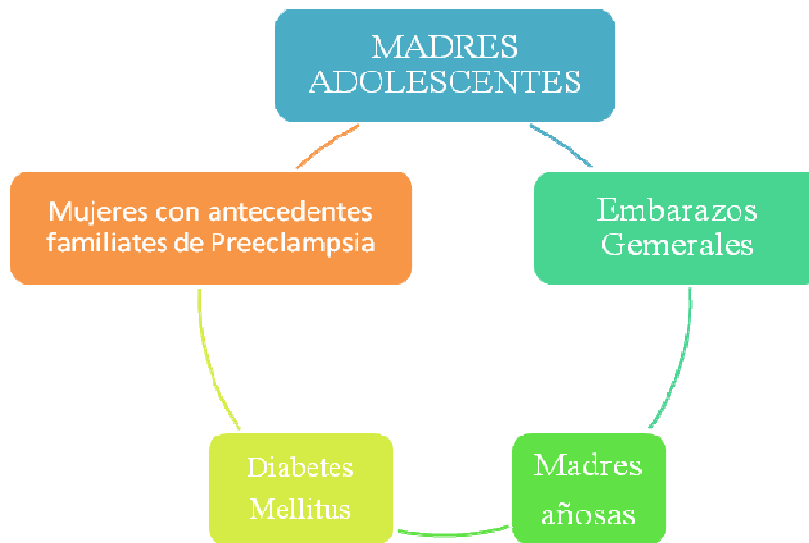 MADRES
ADOLESCENTES
Mujeres con antecedentes
familiates de Preeclampsia
Embarazos
Gemerales
Diabetes
Mellitus
Madres
añosas